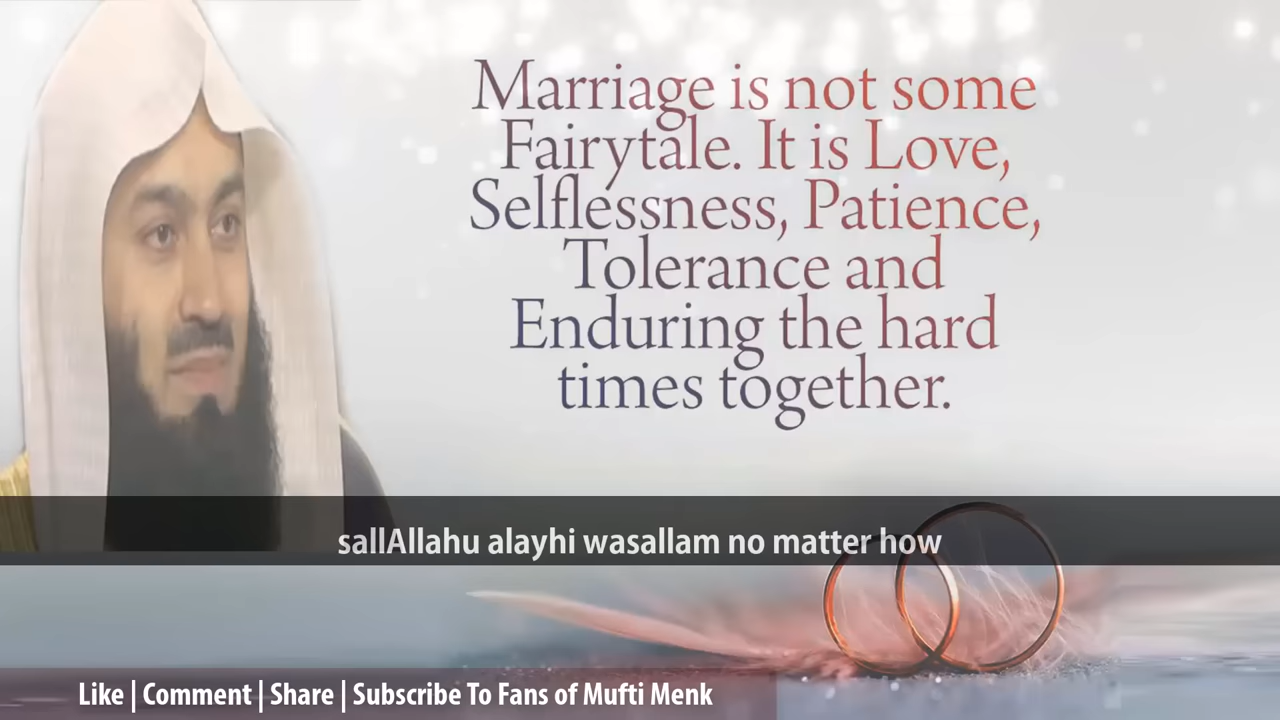 Marriage is not some
Fairytale. It is Love,
Selflessness, Patience,
Tolerance and
Enduring the hard
times together.
sallAllahu alayhi wasallam no matter how
Like | Comment | Share | Subscribe To Fans of Mufti Menk